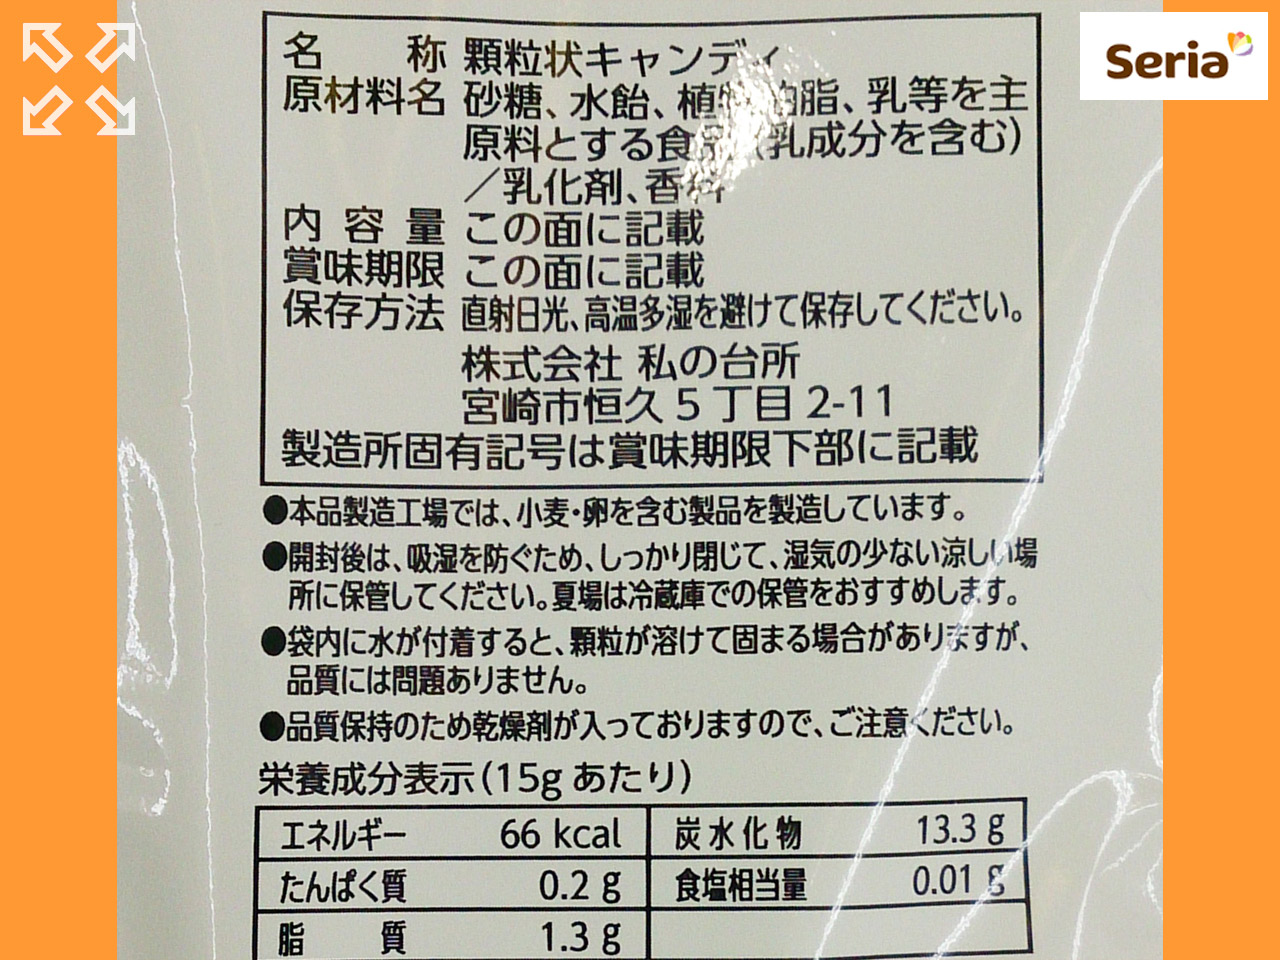 Seria
名称 顆粒状キャンディ
原材料名 砂糖、水飴、植物油脂、乳等を主
原料とする食品(乳成分を含む)
/乳化剤、香料
内容量 この面に記載
賞味期限 この面に記載
保存方法 直射日光、高温多湿を避けて保存してください。
株式会社 私の台所
宮崎市恒久5丁目2-11
製造所固有記号は賞味期限下部に記載
●本品製造工場では、小麦・卵を含む製品を製造しています。
●開封後は、吸湿を防ぐため、しっかり閉じて、湿気の少ない涼しい場
所に保管してください。夏場は冷蔵庫での保管をおすすめします。
●袋内に水が付着すると、顆粒が溶けて固まる場合がありますが、
品質には問題ありません。
●品質保持のため乾燥剤が入っておりますので、ご注意ください。
栄養成分表示(15gあたり)
エネルギー 66 kcal 炭水化物 13.3 g
たんぱく質 0.2 g 食塩相当量 0.01 g
脂質 1.3 g